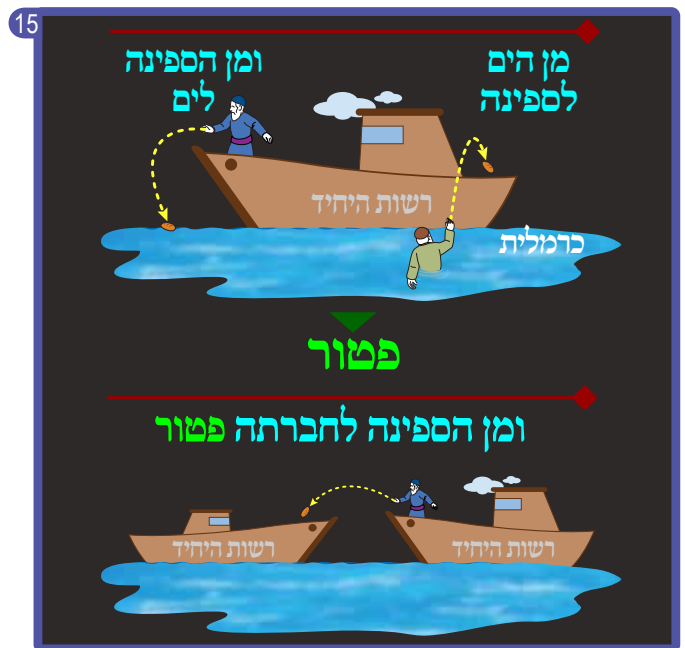 15
מן הים
לספינה
ומן הספינה
לים
רשות היחיד
כרמלית
פטור
ומן הספינה לחברתה פטור
רשות היחיד
רשות היחיד